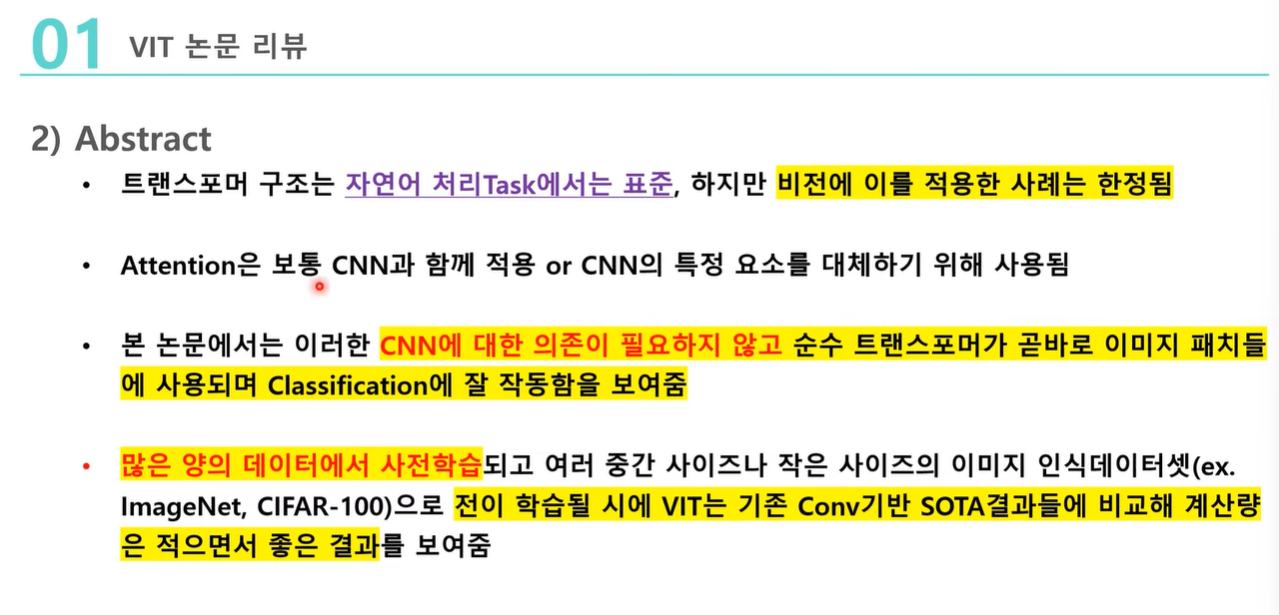 01 VIT 논문 리뷰
2) Abstract
• 트랜스포머 구조는 자연어 처리Task에서는 표준, 하지만 비전에 이를 적용한 사례는 한정됨
• Attention은 보통 CNN과 함께 적용 or CNN의 특정 요소를 대체하기 위해 사용됨
• 본 논문에서는 이러한 CNN에 대한 의존이 필요하지 않고 순수 트랜스포머가 곧바로 이미지 패치들
에 사용되며 Classification에 잘 작동함을 보여줌
• 많은 양의 데이터에서 사전학습되고 여러 중간 사이즈나 작은 사이즈의 이미지 인식데이터셋(ex.
ImageNet, CIFAR-100)으로 전이 학습될 시에 VIT는 기존 Conv기반 SOTA결과들에 비교해 계산량
은 적으면서 좋은 결과를 보여줌